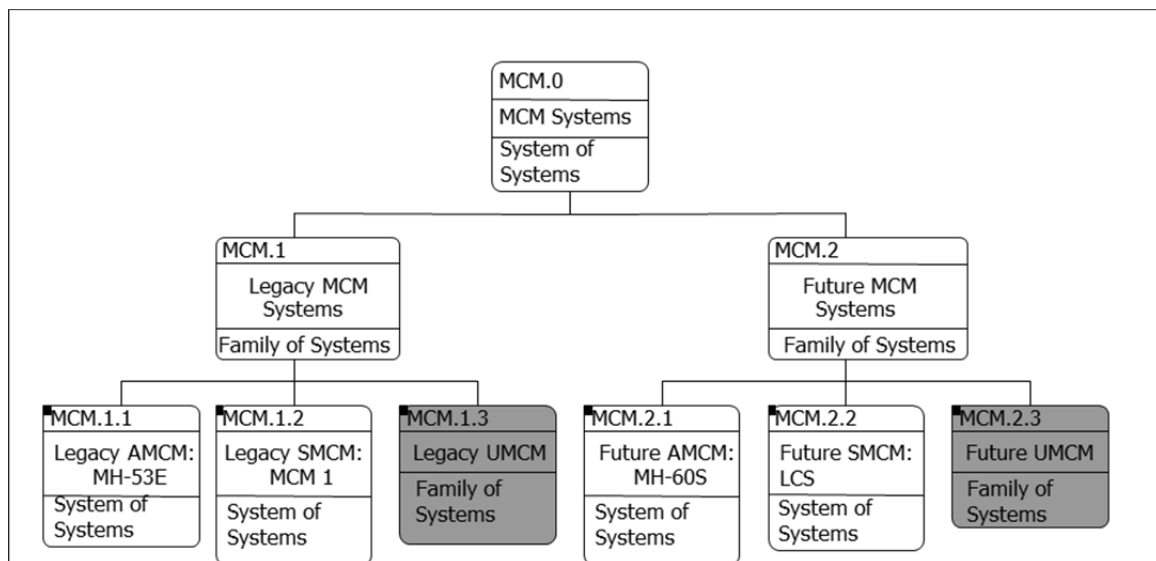 MCM.0
MCM Systems
System of
Systems
MCM.1
Legacy MCM
Systems
Family of Systems
MCM.2
Future MCM
Systems
Family of Systems
MCM.1.1
Legacy AMCM:
MH-53E
System of
Systems
MCM.1.2
Legacy SMCM:
MCM 1
System of
Systems
MCM.1.3
Legacy UMCM
Family of
Systems
MCM.2.1
Future AMCM:
MH-60S
System of
Systems
MCM.2.2
Future SMCM:
LCS
System of
Systems
MCM.2.3
Future UMCM
Family of
Systems